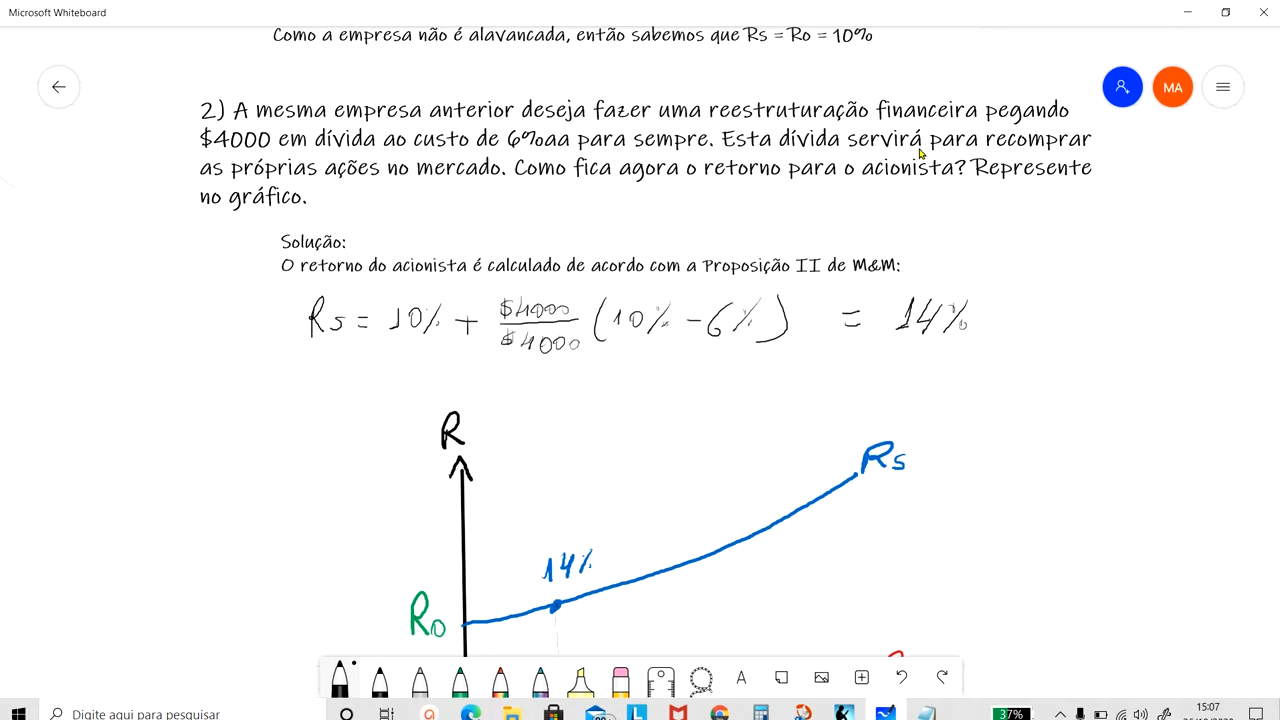 Microsoft Whiteboard
Como a empresa não é alavancada, então sabemos que Rs = Ro = 10%
MA
2) A mesma empresa anterior deseja fazer uma reestruturação financeira pegando
$4000 em dívida ao custo de 6%aa para sempre. Esta dívida servirá para recomprar
as próprias ações no mercado. Como fica agora o retorno para o acionista? Represente
no gráfico.
Solução:
O retorno do acionista é calculado de acordo com a Proposição II de M&M:
Rs = 10% + $4000/$4000 (10% - 6%) = 14%
R
Rs
14%
Ro
A
Digite aqui para pesquisar
37%
15:07